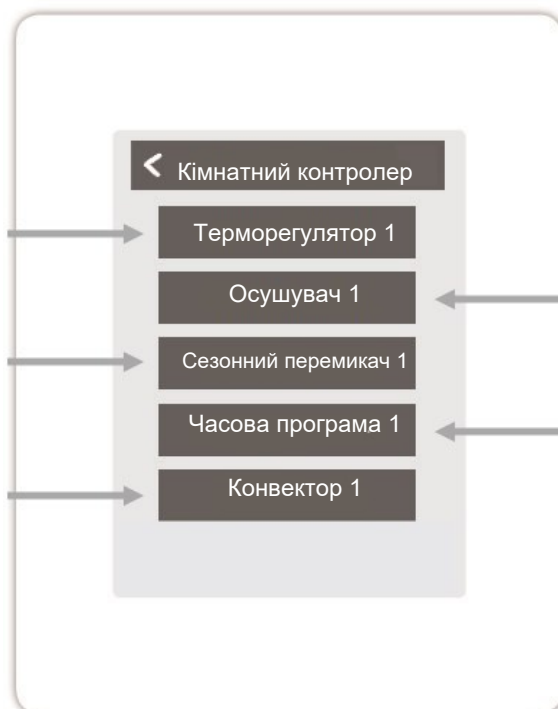 Кімнатний контролер
Терморегулятор 1
Осушувач 1
Сезонний перемикач 1
Часова програма 1
Конвектор 1